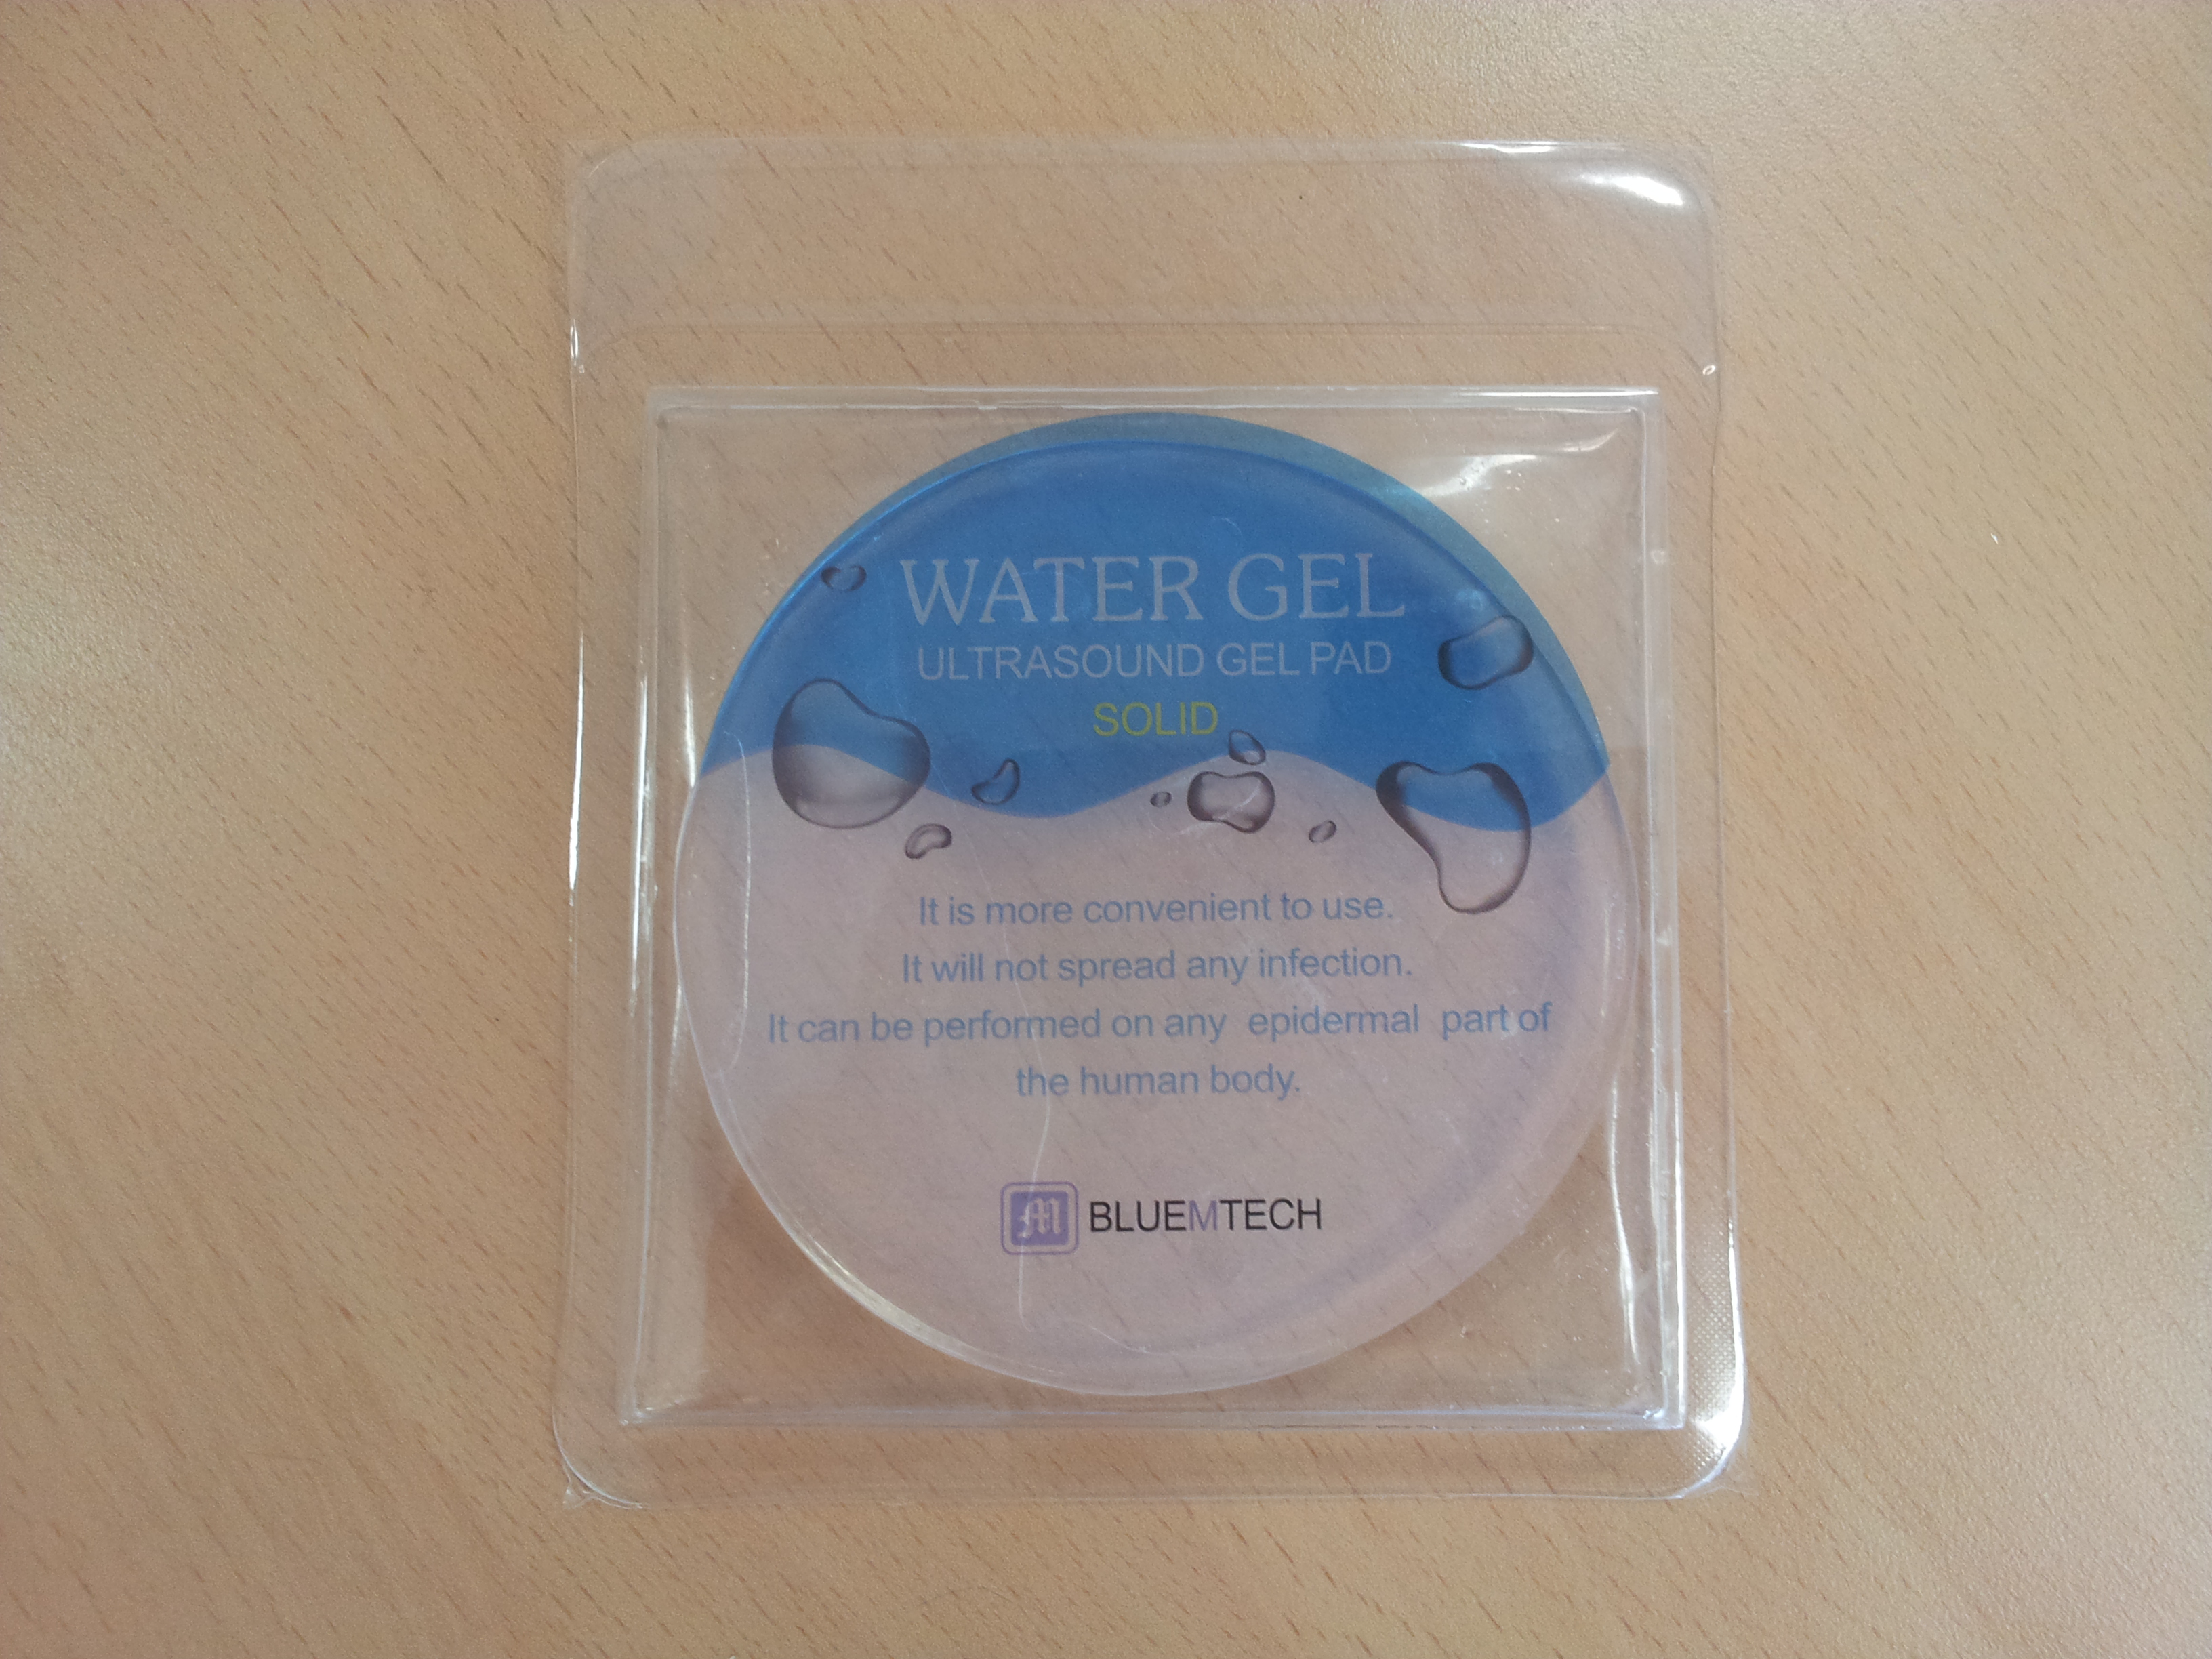 WATER GEL
ULTRASOUND GEL PAD
SOLID
It is more convenient to use.
It will not spread any infection.
It can be performed on any epidermal part of
the human body.
M BLUEMTECH